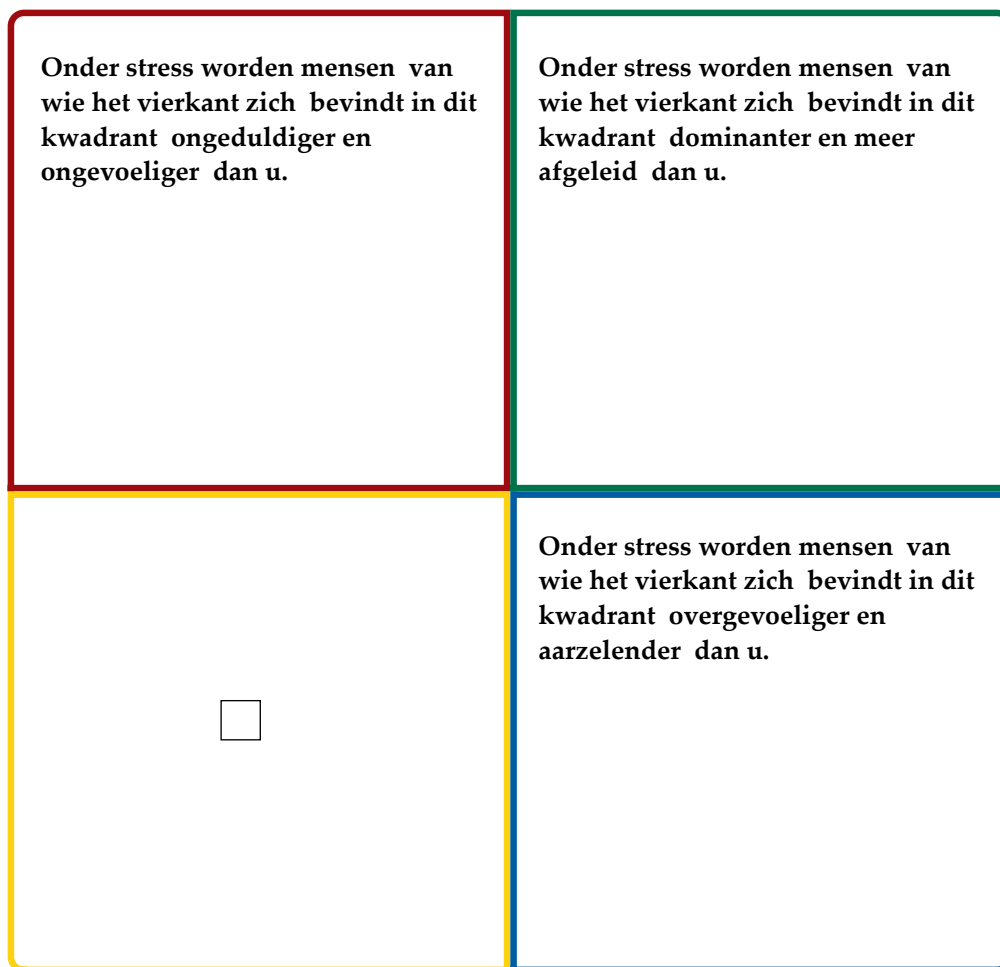 Onder stress worden mensen  van
wie het vierkant zich  bevindt in dit
kwadrant  ongeduldiger en
ongevoeliger  dan u.
Onder stress worden mensen  van
wie het vierkant zich  bevindt in dit
kwadrant  dominanter en meer
afgeleid  dan u.
Onder stress worden mensen  van
wie het vierkant zich  bevindt in dit
kwadrant  overgevoeliger en
aarzelender  dan u.